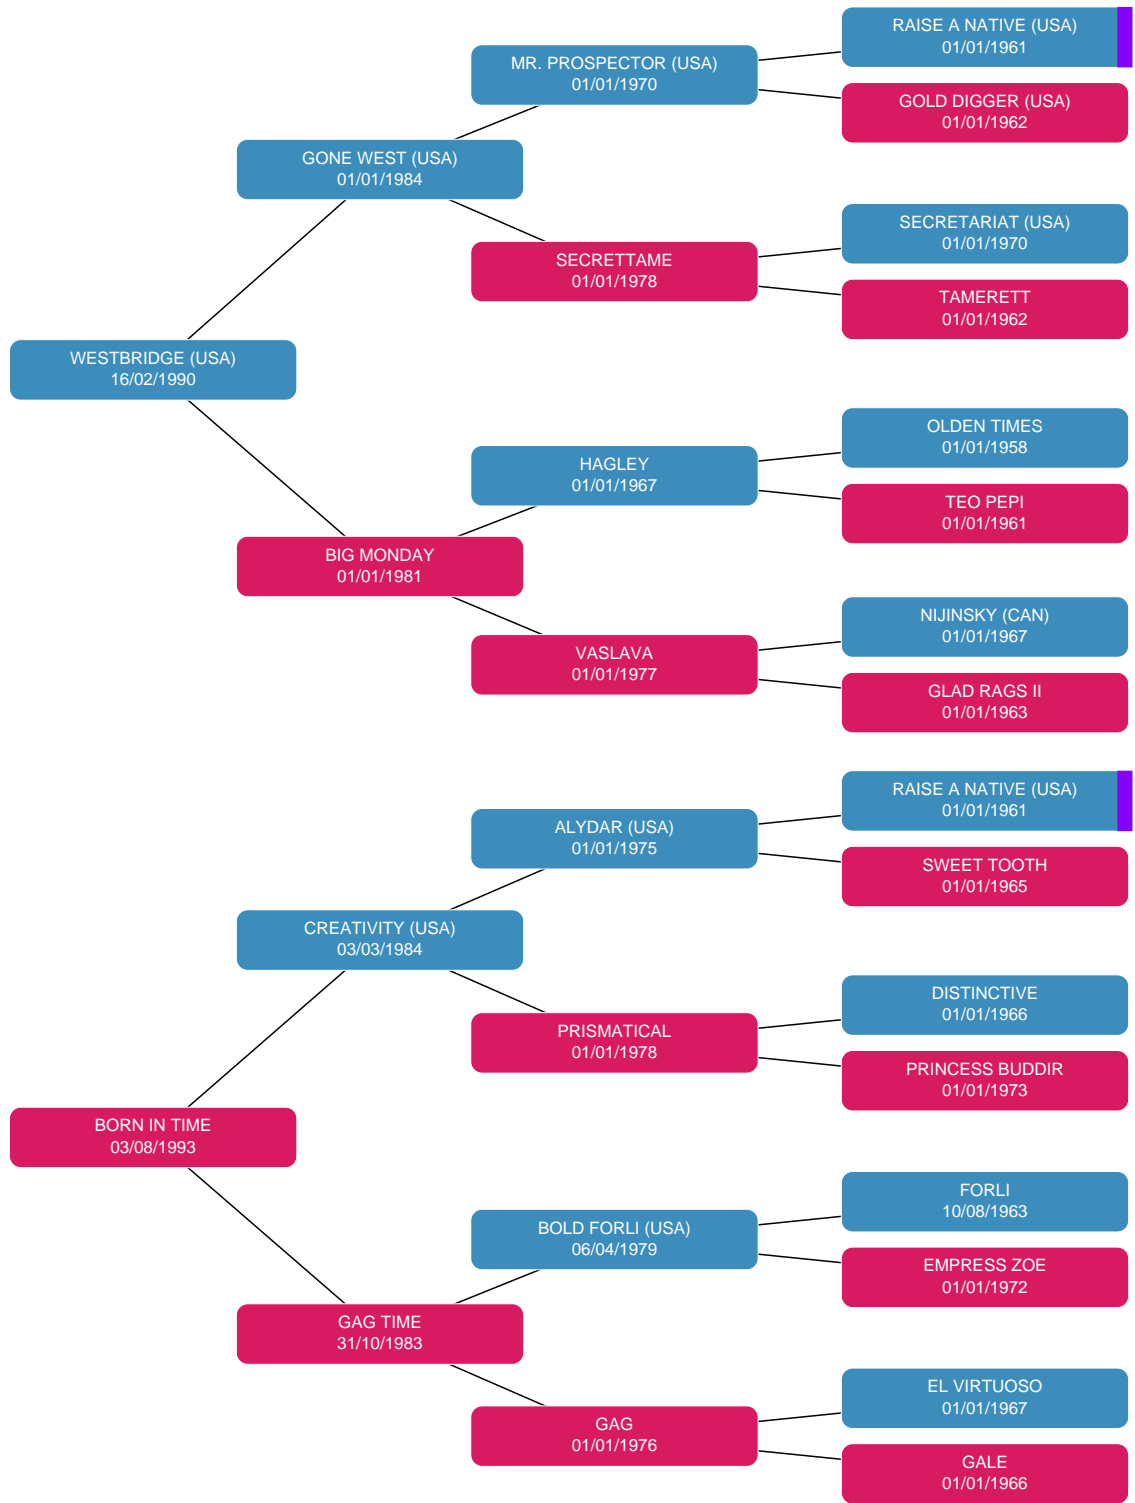 RAISE A NATIVE (USA)
01/01/1961
MR. PROSPECTOR (USA)
01/01/1970
GOLD DIGGER (USA)
01/01/1962
GONE WEST (USA)
01/01/1984
SECRETARIAT (USA)
01/01/1970
SECRETTAME
01/01/1978
TAMERETT
01/01/1962
WESTBRIDGE (USA)
16/02/1990
OLDEN TIMES
01/01/1958
HAGLEY
01/01/1967
TEO PEPI
01/01/1961
BIG MONDAY
01/01/1981
NIJINSKY (CAN)
01/01/1967
VASLAVA
01/01/1977
GLAD RAGS II
01/01/1963
RAISE A NATIVE (USA)
01/01/1961
ALYDAR (USA)
01/01/1975
SWEET TOOTH
01/01/1965
CREATIVITY (USA)
03/03/1984
DISTINCTIVE
01/01/1966
PRISMATICAL
01/01/1978
PRINCESS BUDDIR
01/01/1973
BORN IN TIME
03/08/1993
FORLI
10/08/1963
BOLD FORLI (USA)
06/04/1979
EMPRESS ZOE
01/01/1972
GAG TIME
31/10/1983
EL VIRTUOSO
01/01/1967
GAG
01/01/1976
GALE
01/01/1966